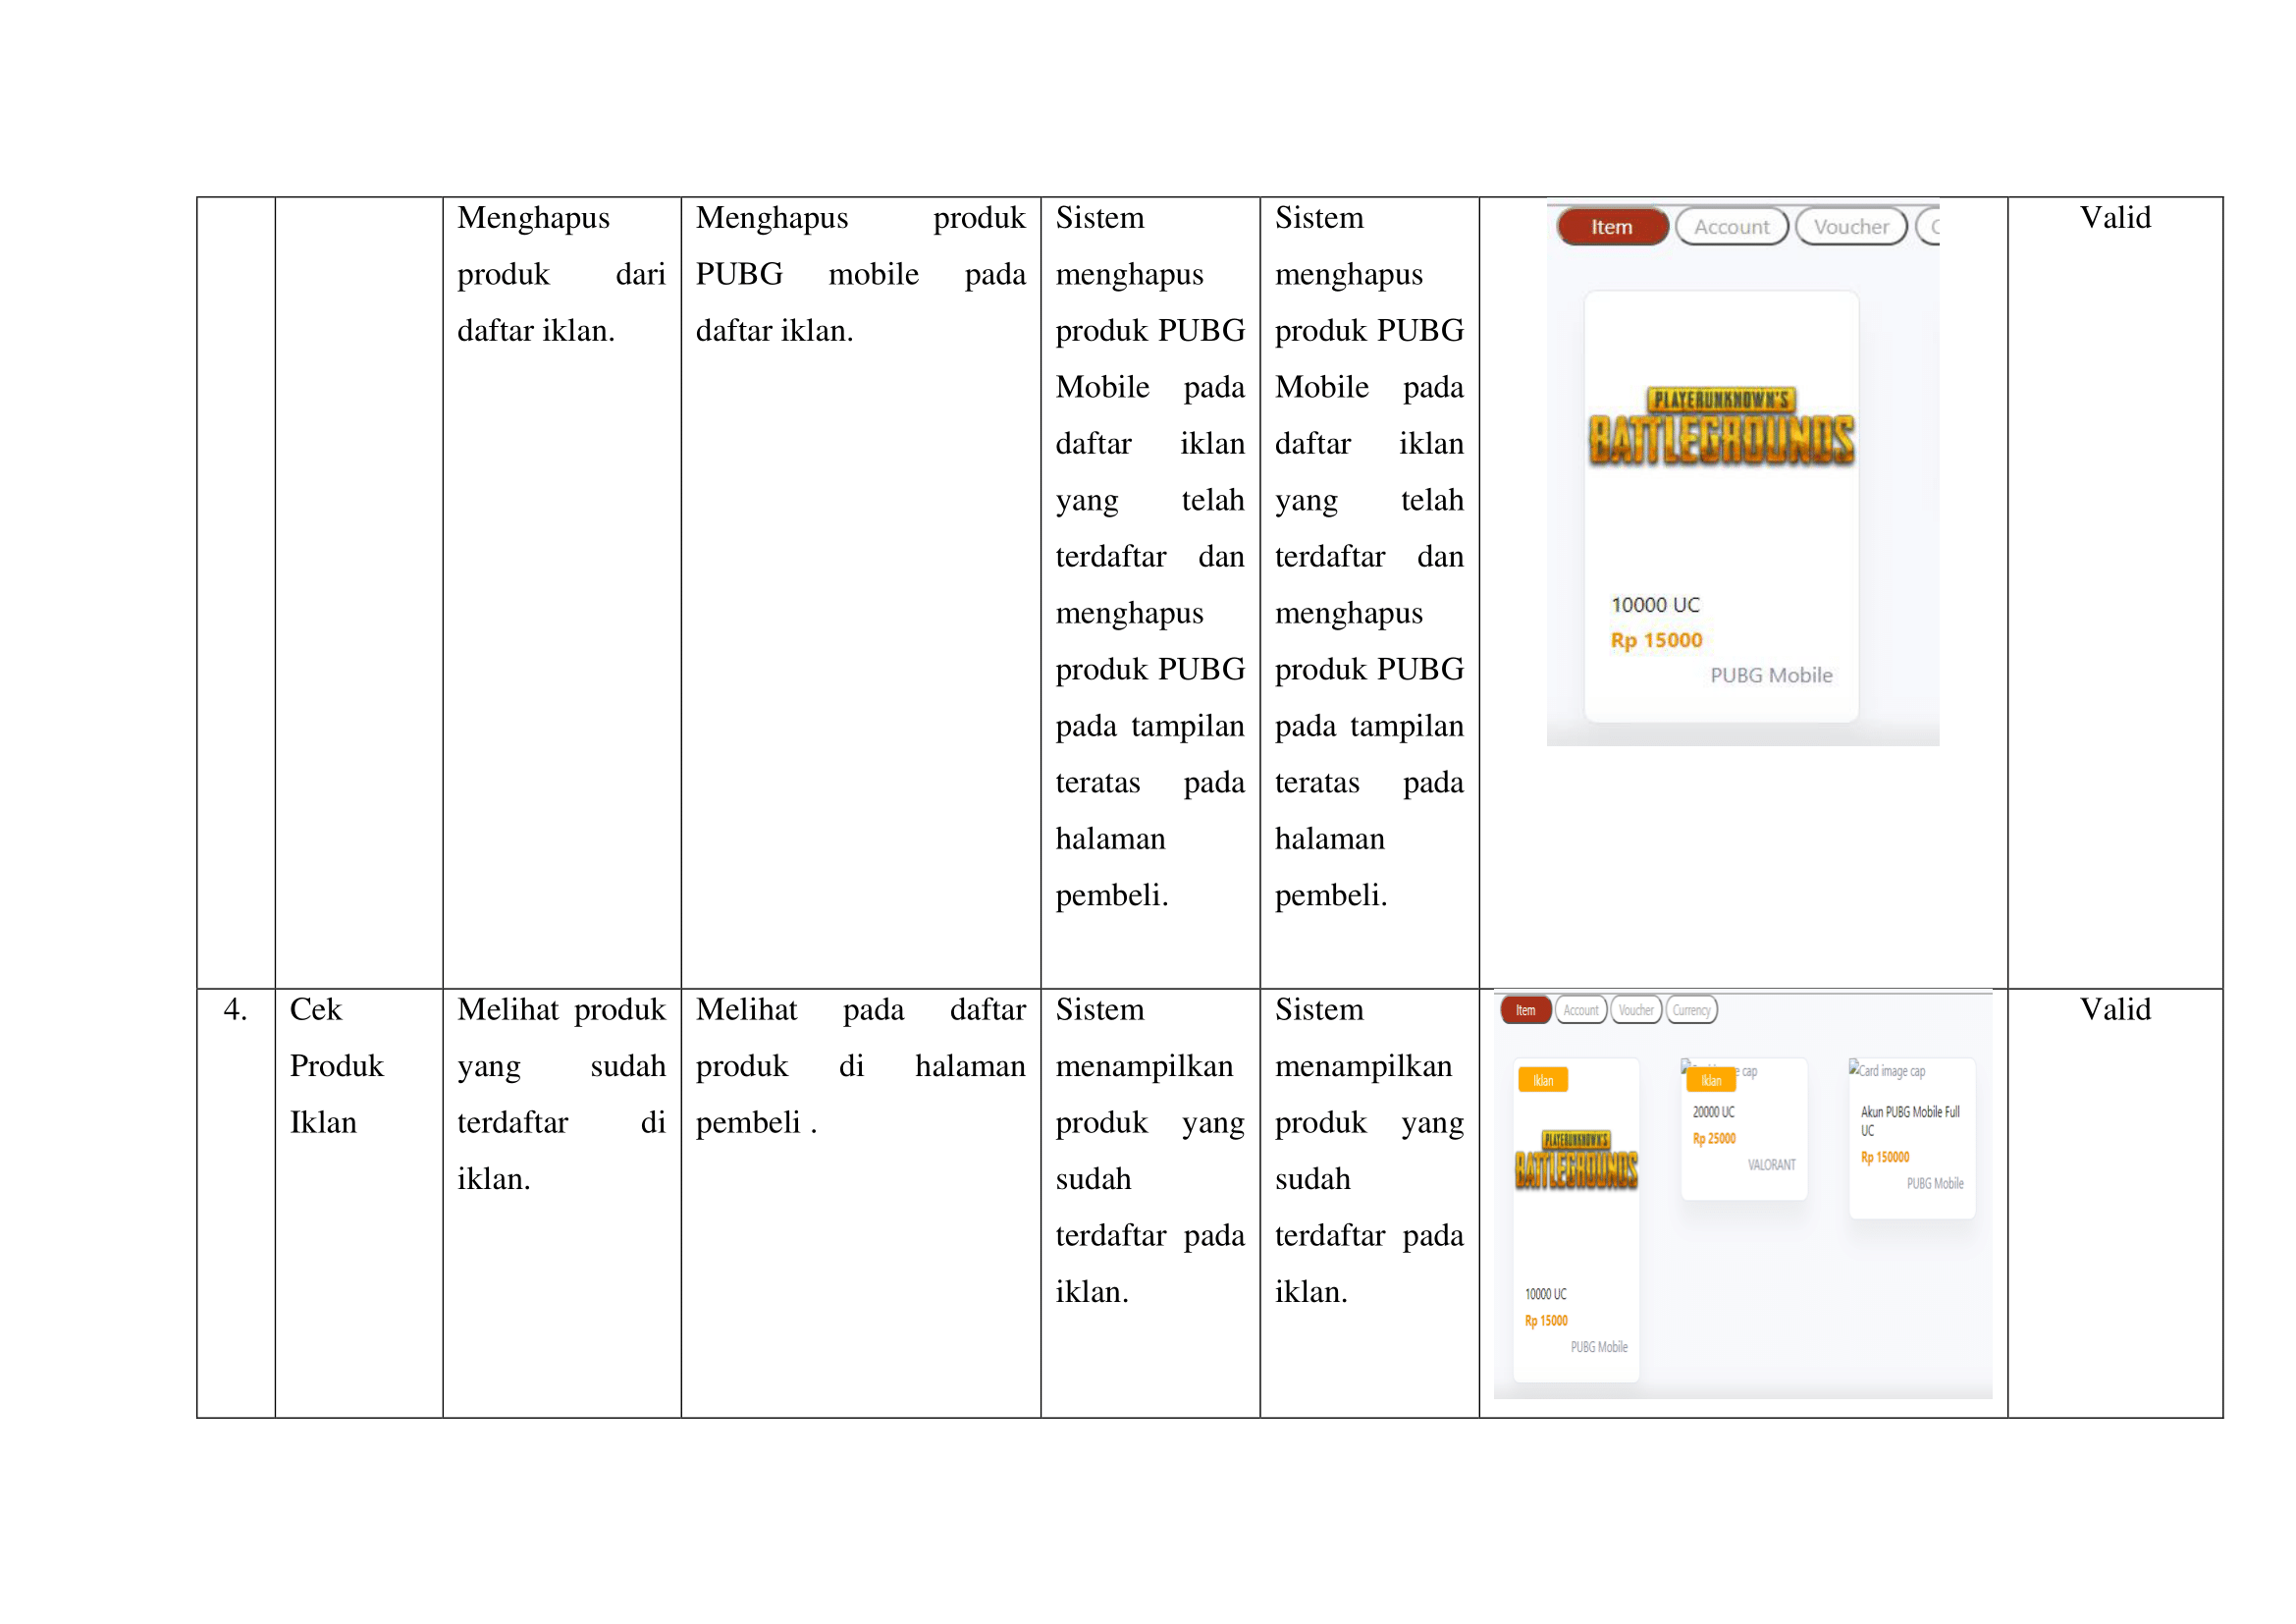 Menghapus
produk dari
daftar iklan.
Menghapus produk
PUBG mobile pada
daftar iklan.
Sistem
menghapus
produk PUBG
Mobile pada
daftar iklan
yang telah
terdaftar dan
menghapus
produk PUBG
pada tampilan
teratas pada
halaman
pembeli.
Sistem
menghapus
produk PUBG
Mobile pada
daftar iklan
yang telah
terdaftar dan
menghapus
produk PUBG
pada tampilan
teratas pada
halaman
pembeli.
Item Account Voucher C
PLAYERUNKNOWN'S
BATTLEGROUNDS
10000 UC
Rp 15000
PUBG Mobile
Valid
4.
Cek
Produk
Iklan
Melihat produk
yang sudah
terdaftar di
iklan.
Melihat pada daftar
produk di halaman
pembeli .
Sistem
menampilkan
produk yang
sudah
terdaftar pada
iklan.
Sistem
menampilkan
produk yang
sudah
terdaftar pada
iklan.
Item Account Voucher Currency
Iklan
PLAYERUNKNOWN'S
BATTLEGROUNDS
10000 UC
Rp 15000
PUBG Mobile
Iklan cap
20000 UC
Rp 25000
VALORANT
Card image cap
Akun PUBG Mobile Full
UC
Rp 150000
PUBG Mobile
Valid